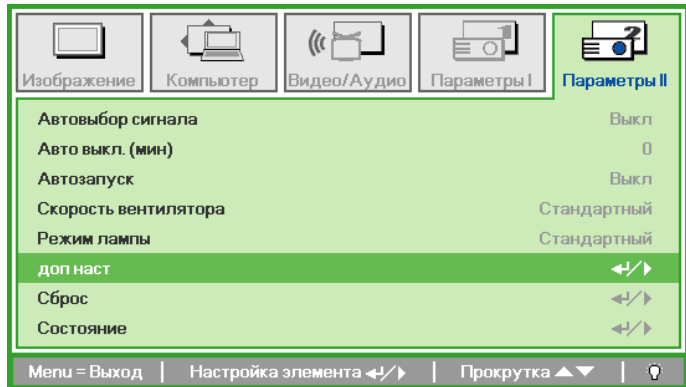 Изображение Компьютер Видео/Аудио Параметры I Параметры II
Автовыбор сигнала Выкл
Авто выкл. (мин) 0
Автозапуск Выкл
Скорость вентилятора Стандартный
Режим лампы Стандартный
доп наст ↵/▶
Сброс ↵/▶
Состояние ↵/▶
Menu = Выход | Настройка элемента ↵/▶ | Прокрутка ▲▼ |